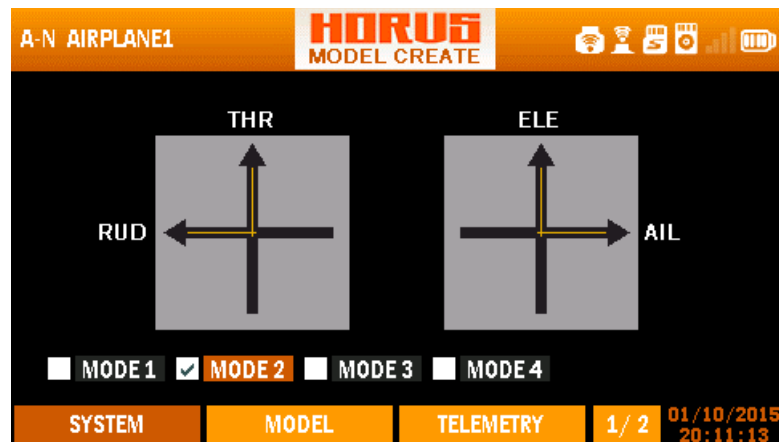 A-N AIRPLANE1
HORUS
MODEL CREATE
THR
ELE
RUD
AIL
MODE 1
MODE 2
MODE 3
MODE 4
SYSTEM
MODEL
TELEMETRY
1/2
01/10/2015
20:11:13